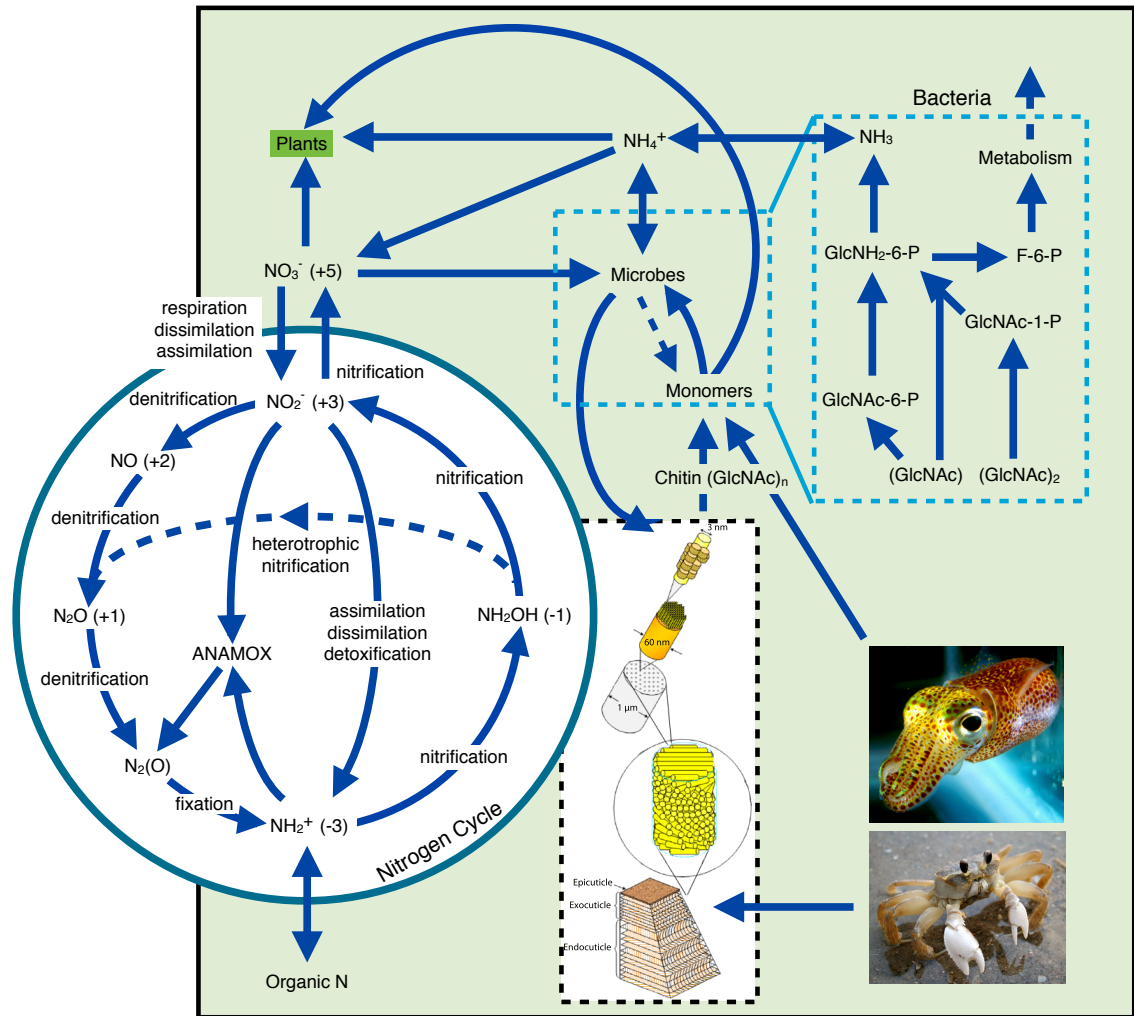 Bacteria
Plants
NH₄⁺
NH₃
Metabolism
NO₃⁻ (+5)
Microbes
GlcNH₂-6-P
F-6-P
respiration
dissimilation
assimilation
GlcNAc-1-P
nitrification
Monomers
denitrification
NO₂⁻ (+3)
GlcNAc-6-P
NO (+2)
nitrification
Chitin (GlcNAc)ₙ
(GlcNAc)
(GlcNAc)₂
denitrification
3 nm
heterotrophic
nitrification
N₂O (+1)
assimilation
dissimilation
detoxification
NH₂OH (-1)
60 nm
ANAMOX
denitrification
1 μm
N₂(O)
nitrification
fixation
NH₂⁺ (-3)
Nitrogen Cycle
Epicuticle
Exocuticle
Endocuticle
Organic N